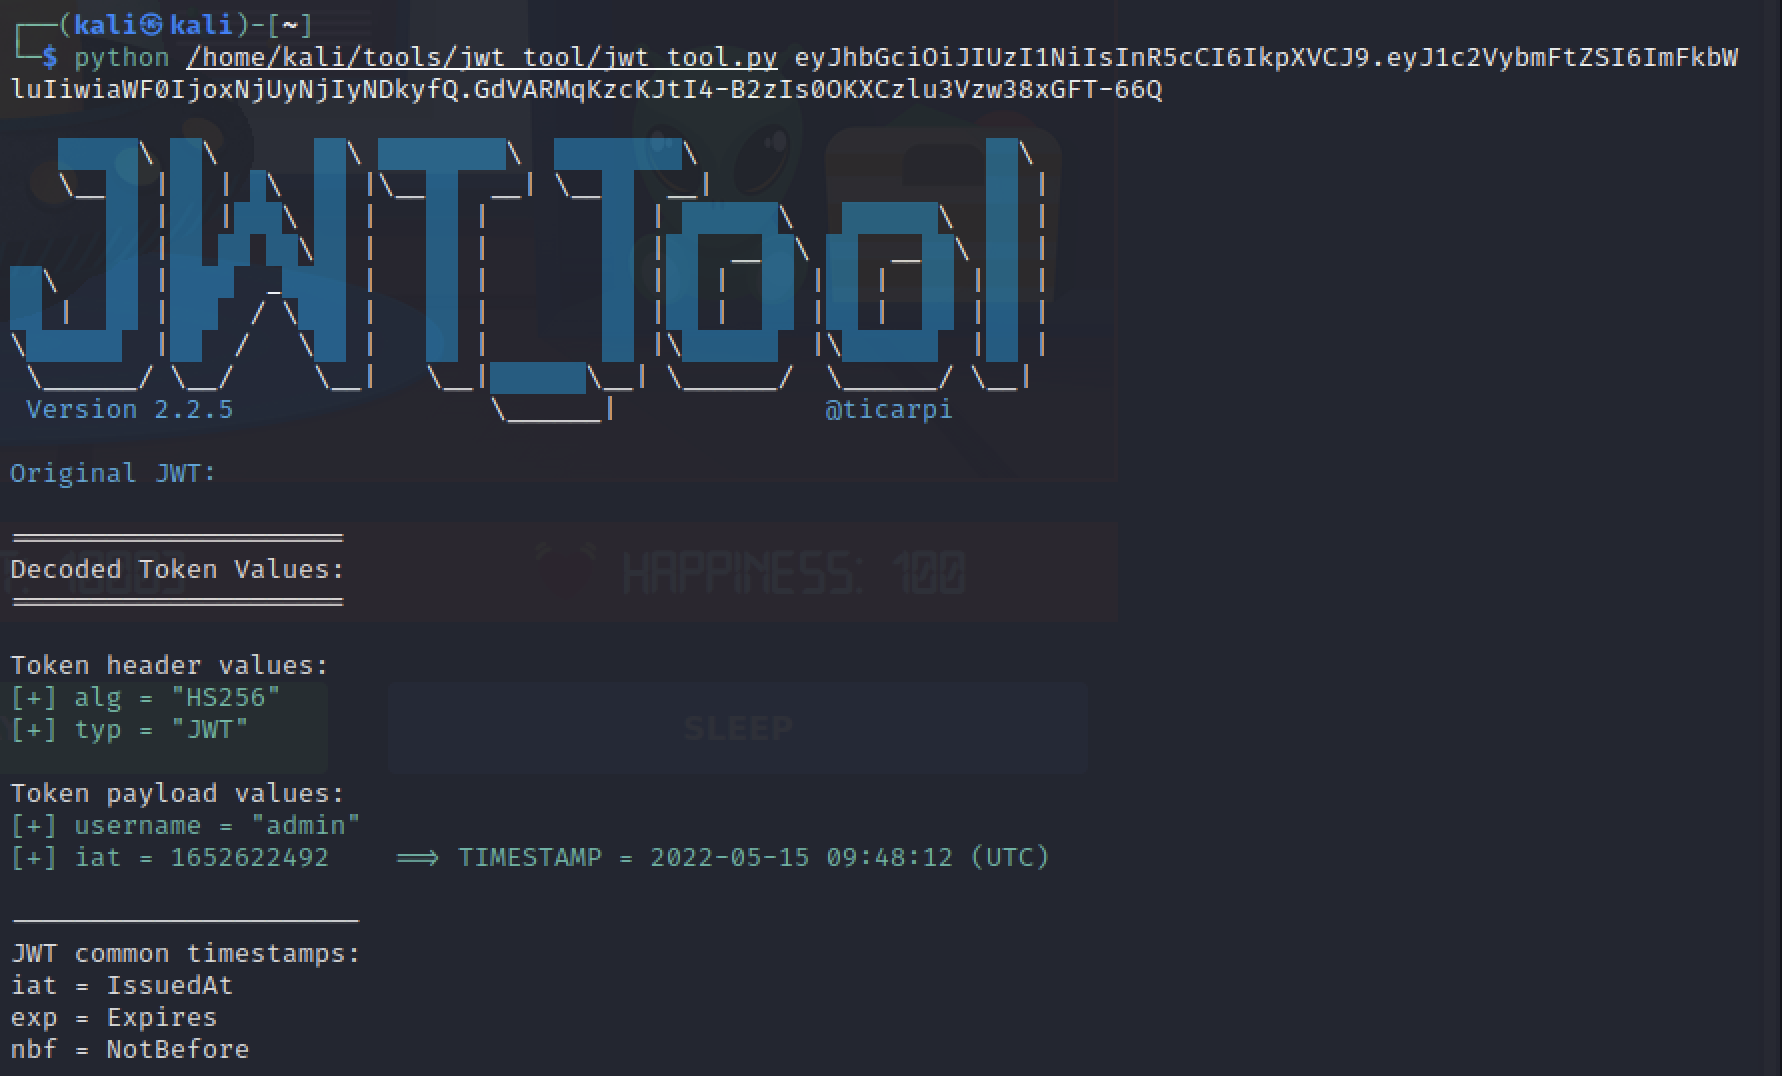 ┌──(kali㉿kali)-[~]
└─$ python /home/kali/tools/jwt_tool/jwt_tool.py eyJhbGciOiJIUzI1NiIsInR5cCI6IkpXVCJ9.eyJ1c2VybmFtZSI6ImFkbW
luIiwiaWF0IjoxNjUyNjIyNDkyfQ.GdVARMqKzcKJtI4-B2zIs0OKXCzlu3Vzw38xGFT-66Q
JWT_Tool
Version 2.2.5 @ticarpi
Original JWT:
Decoded Token Values:
HAPPINESS: 100
Token header values:
[+] alg = "HS256"
[+] typ = "JWT"
SLEEP
Token payload values:
[+] username = "admin"
[+] iat = 1652622492 ⟹ TIMESTAMP = 2022-05-15 09:48:12 (UTC)
JWT common timestamps:
iat = IssuedAt
exp = Expires
nbf = NotBefore